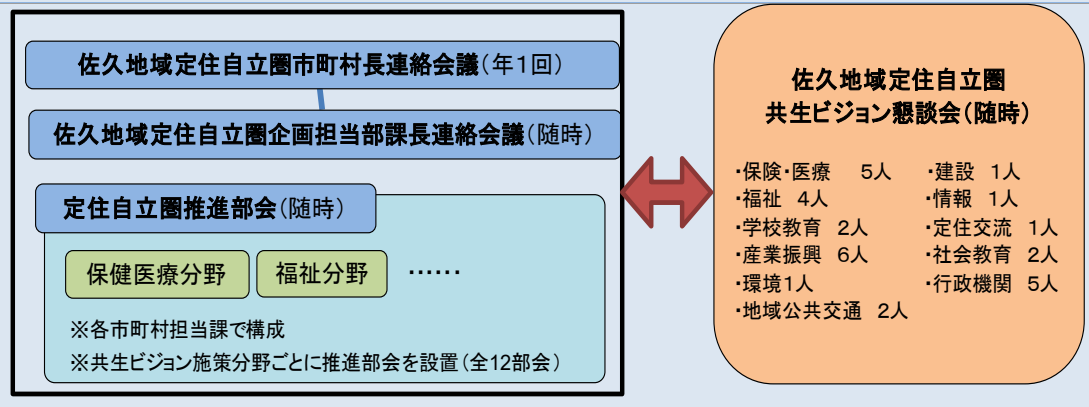 佐久地域定住自立圏市町村長連絡会議(年1回)
佐久地域定住自立圏企画担当部課長連絡会議(随時)
定住自立圏推進部会(随時)
保健医療分野
福祉分野
……
※各市町村担当課で構成
※共生ビジョン施策分野ごとに推進部会を設置(全12部会)
佐久地域定住自立圏
共生ビジョン懇談会(随時)
・保険・医療 5人
・福祉 4人
・学校教育 2人
・産業振興 6人
・環境1人
・地域公共交通 2人
・建設 1人
・情報 1人
・定住交流 1人
・社会教育 2人
・行政機関 5人